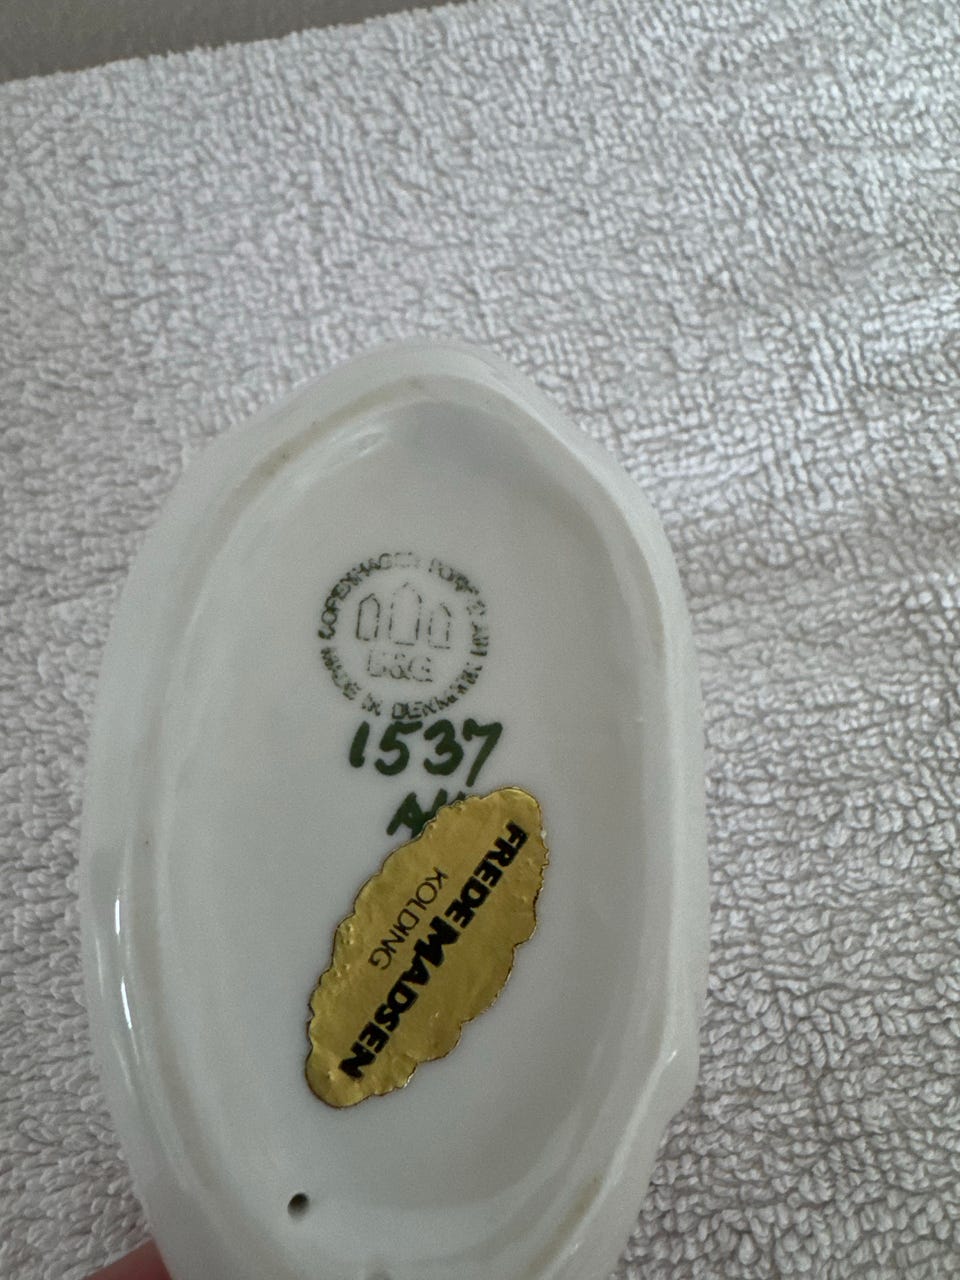 COPENHAGEN PORCELAIN
MADE IN DENMARK
B&G
1537
FREDE MADSEN
KOLDING